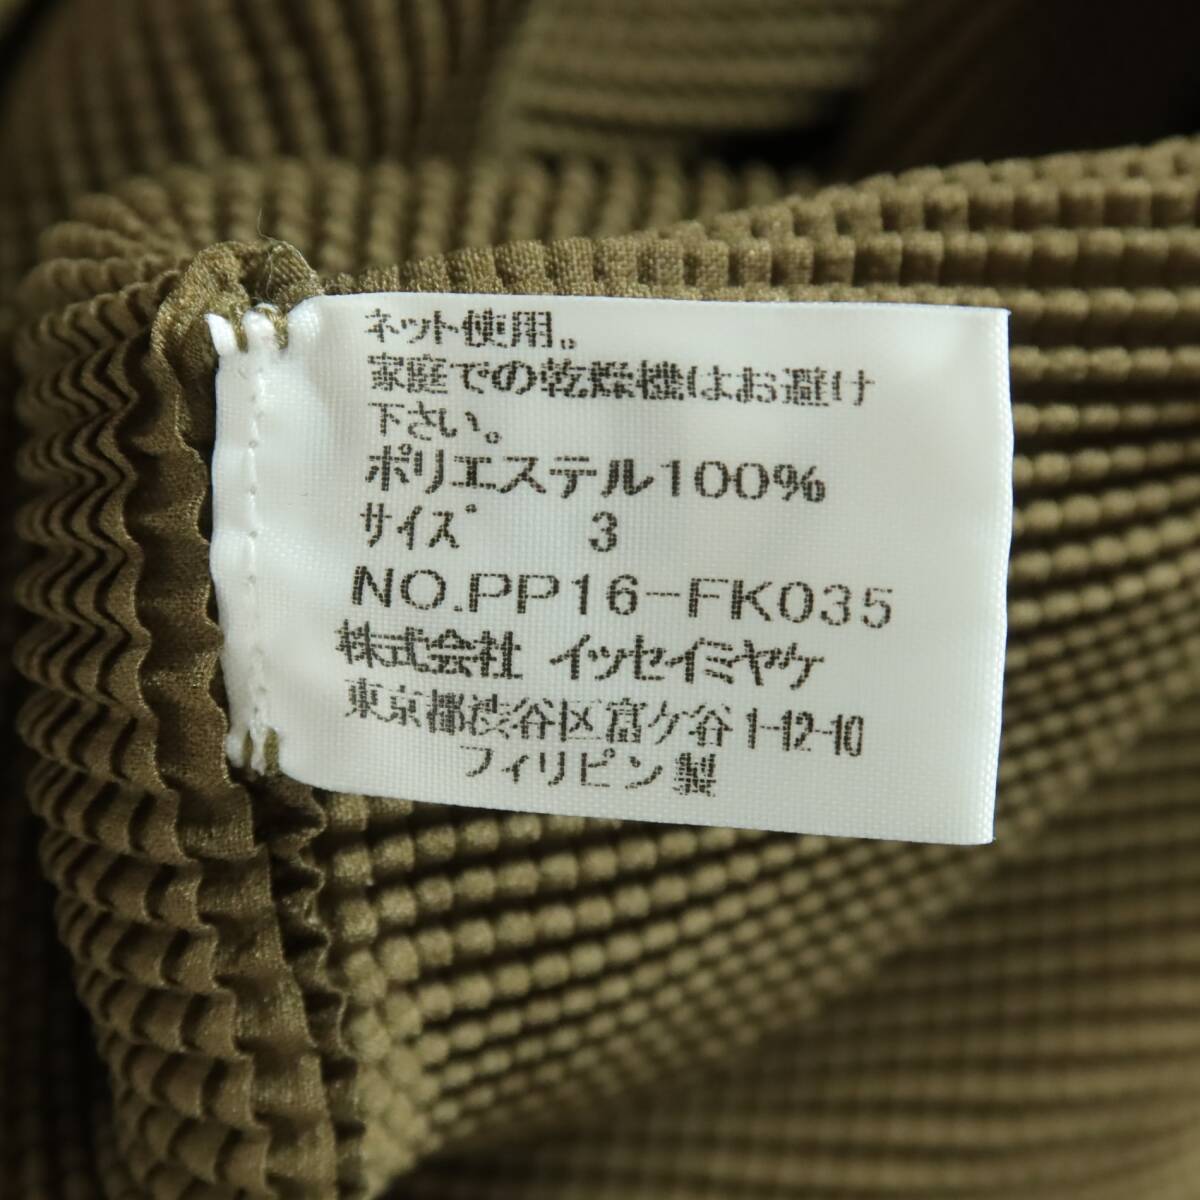 ネット使用。
家庭での乾燥機はお避け
下さい。
ポリエステル100%
サイズ 3
NO.PP16-FK035
株式会社 イッセイミヤケ
東京都渋谷区富ケ谷1-12-10
フィリピン製